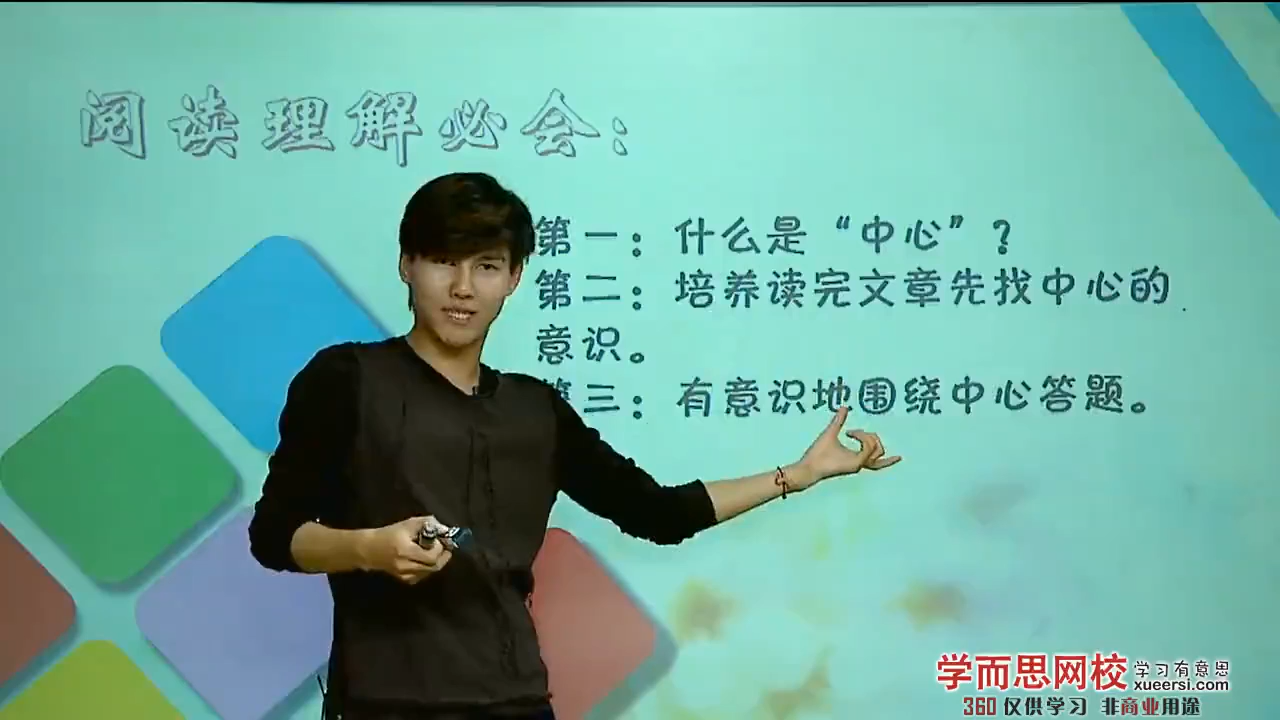 阅读理解必会：
第一：什么是“中心”？
第二：培养读完文章先找中心的
意识。
第三：有意识地围绕中心答题。
学而思网校 学习有意思
xueersi.com
360 仅供学习 非商业用途